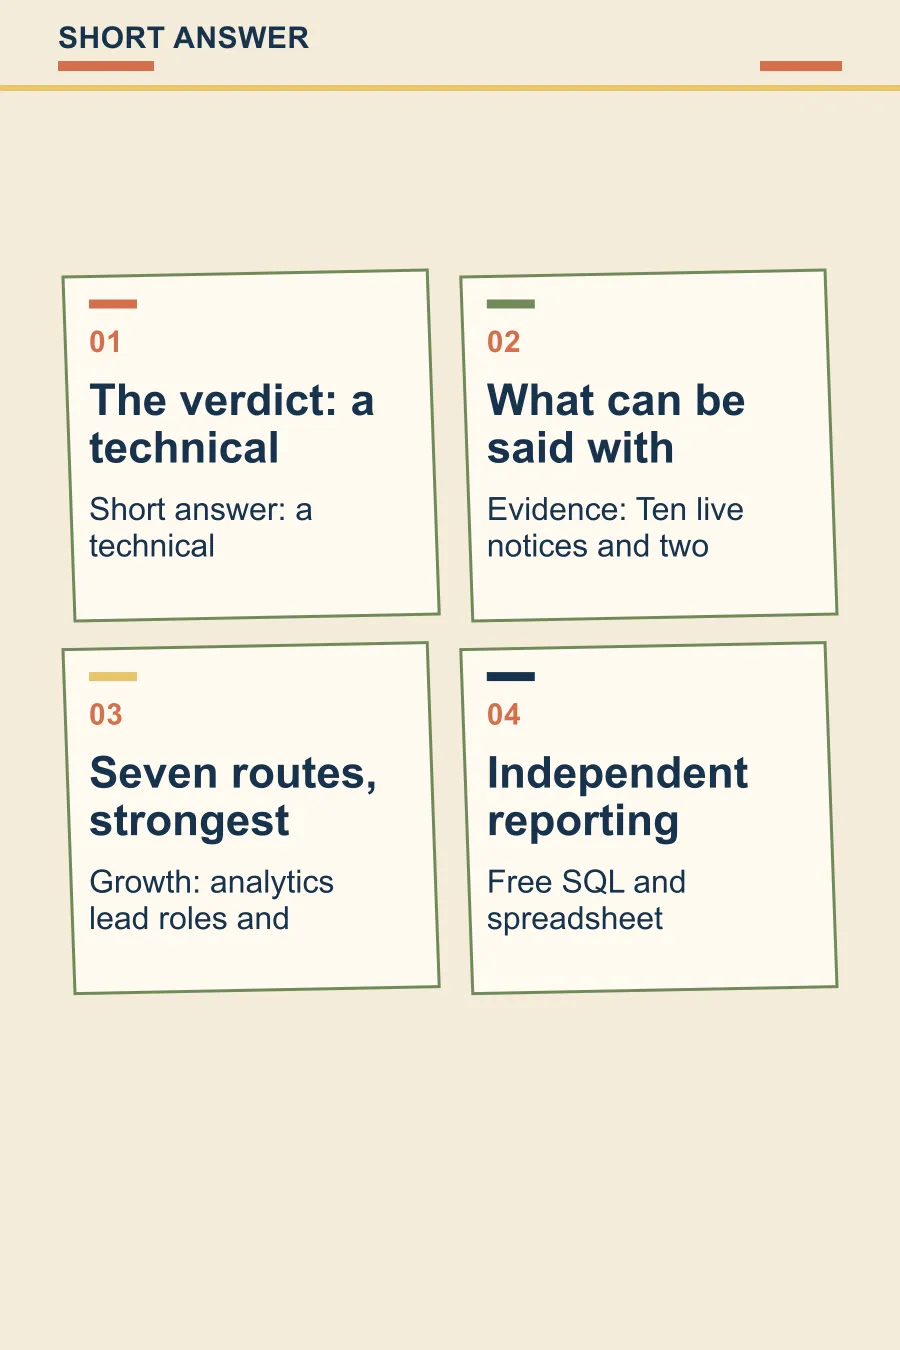 SHORT ANSWER
01
The verdict: a
technical
Short answer: a
technical
02
What can be
said with
Evidence: Ten live
notices and two
03
Seven routes,
strongest
Growth: analytics
lead roles and
04
Independent
reporting
Free SQL and
spreadsheet